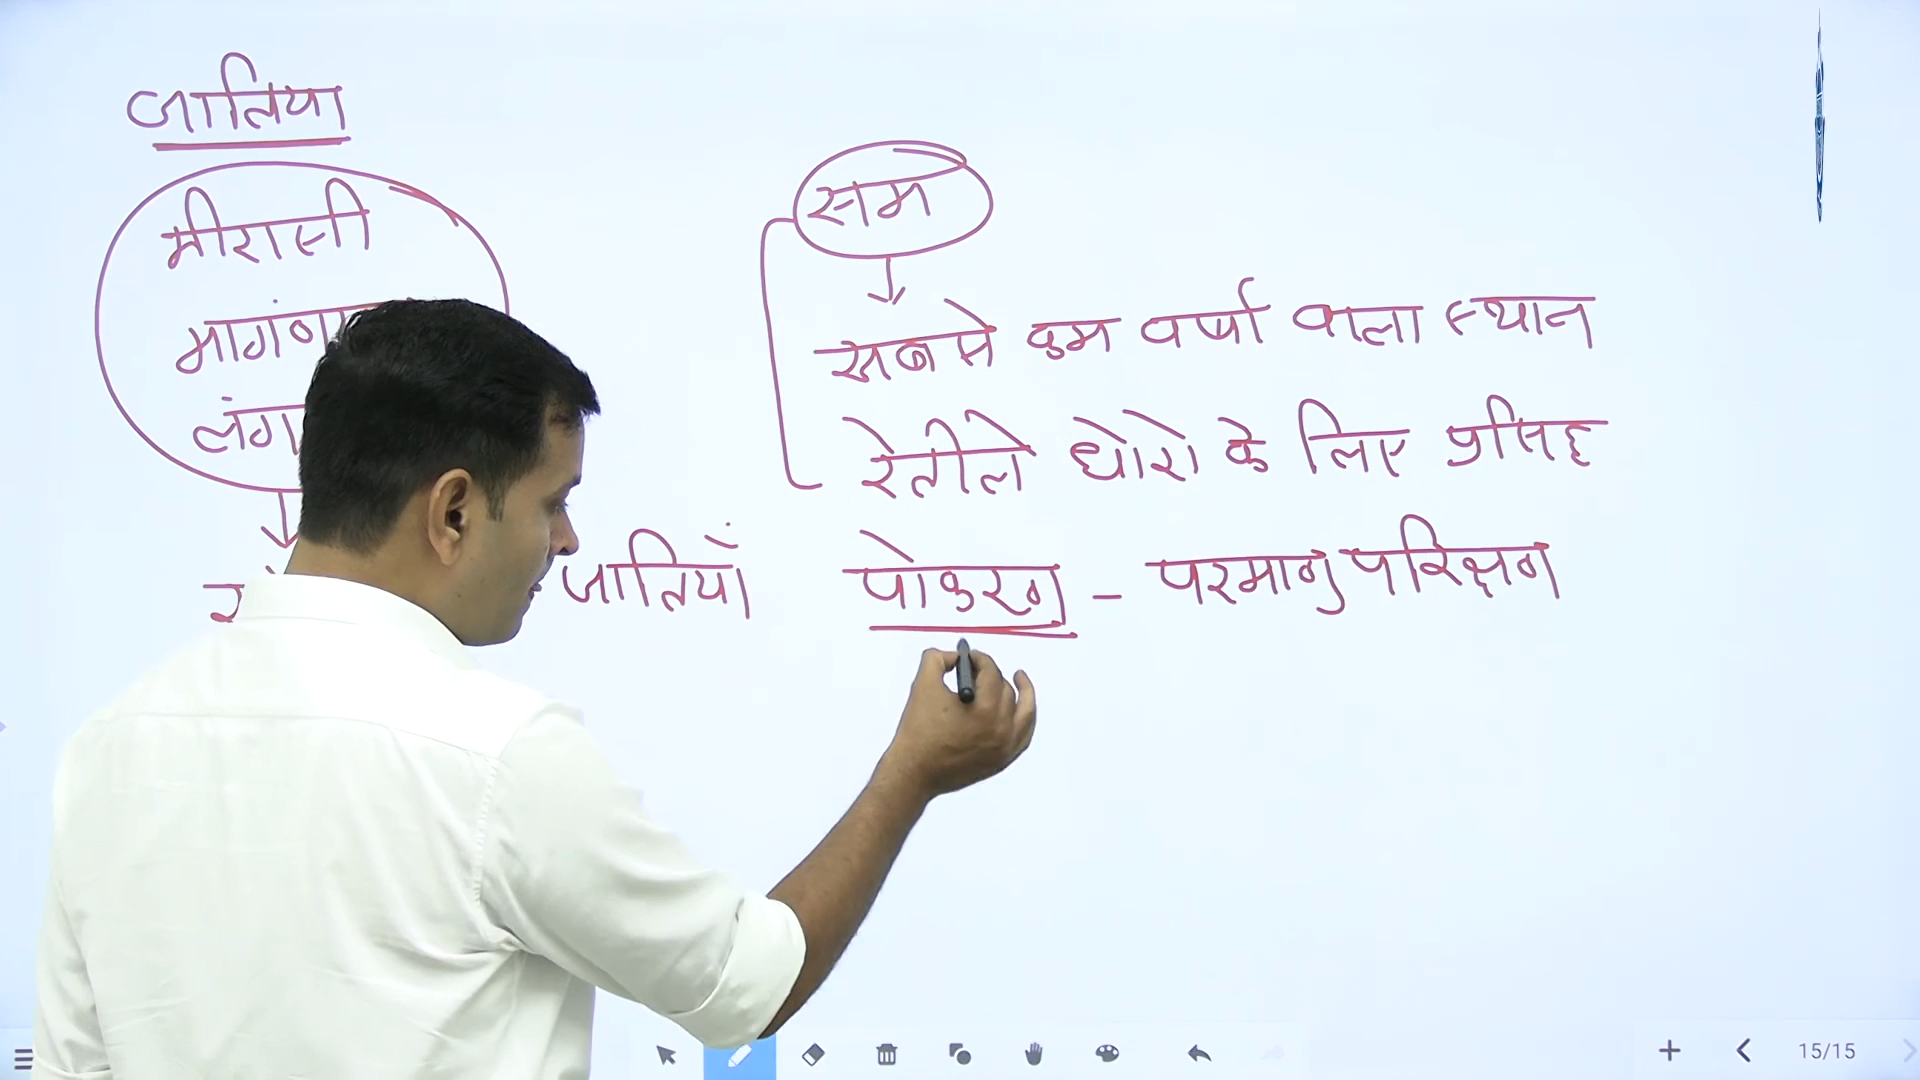 जातिया
मीरासी
जातियाँ
सम
सबसे कम वर्षा वाला स्थान
रेतीले धोरो के लिए प्रसिद्द
पोकरण - परमाणु परिक्षण
15/15